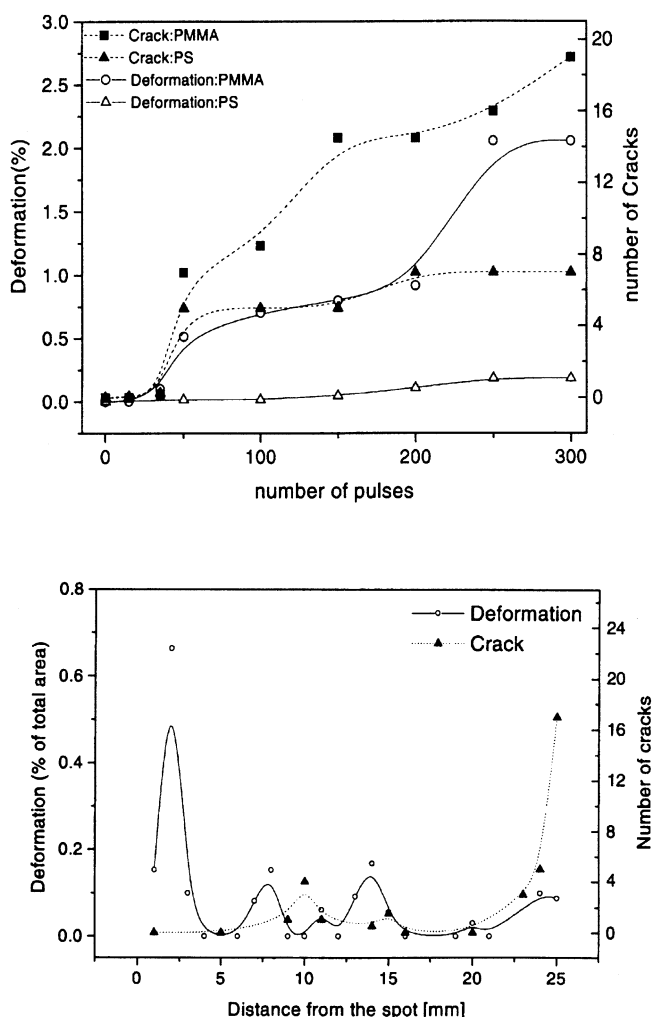 Crack:PMMA
Crack:PS
Deformation:PMMA
Deformation:PS
Deformation(%)
3.0
2.5
2.0
1.5
1.0
0.5
0.0
number of Cracks
20
16
12
8
4
0
0
100
200
300
number of pulses
Deformation
Crack
Deformation (% of total area)
0.8
0.6
0.4
0.2
0.0
Number of cracks
24
20
16
12
8
4
0
0
5
10
15
20
25
Distance from the spot [mm]